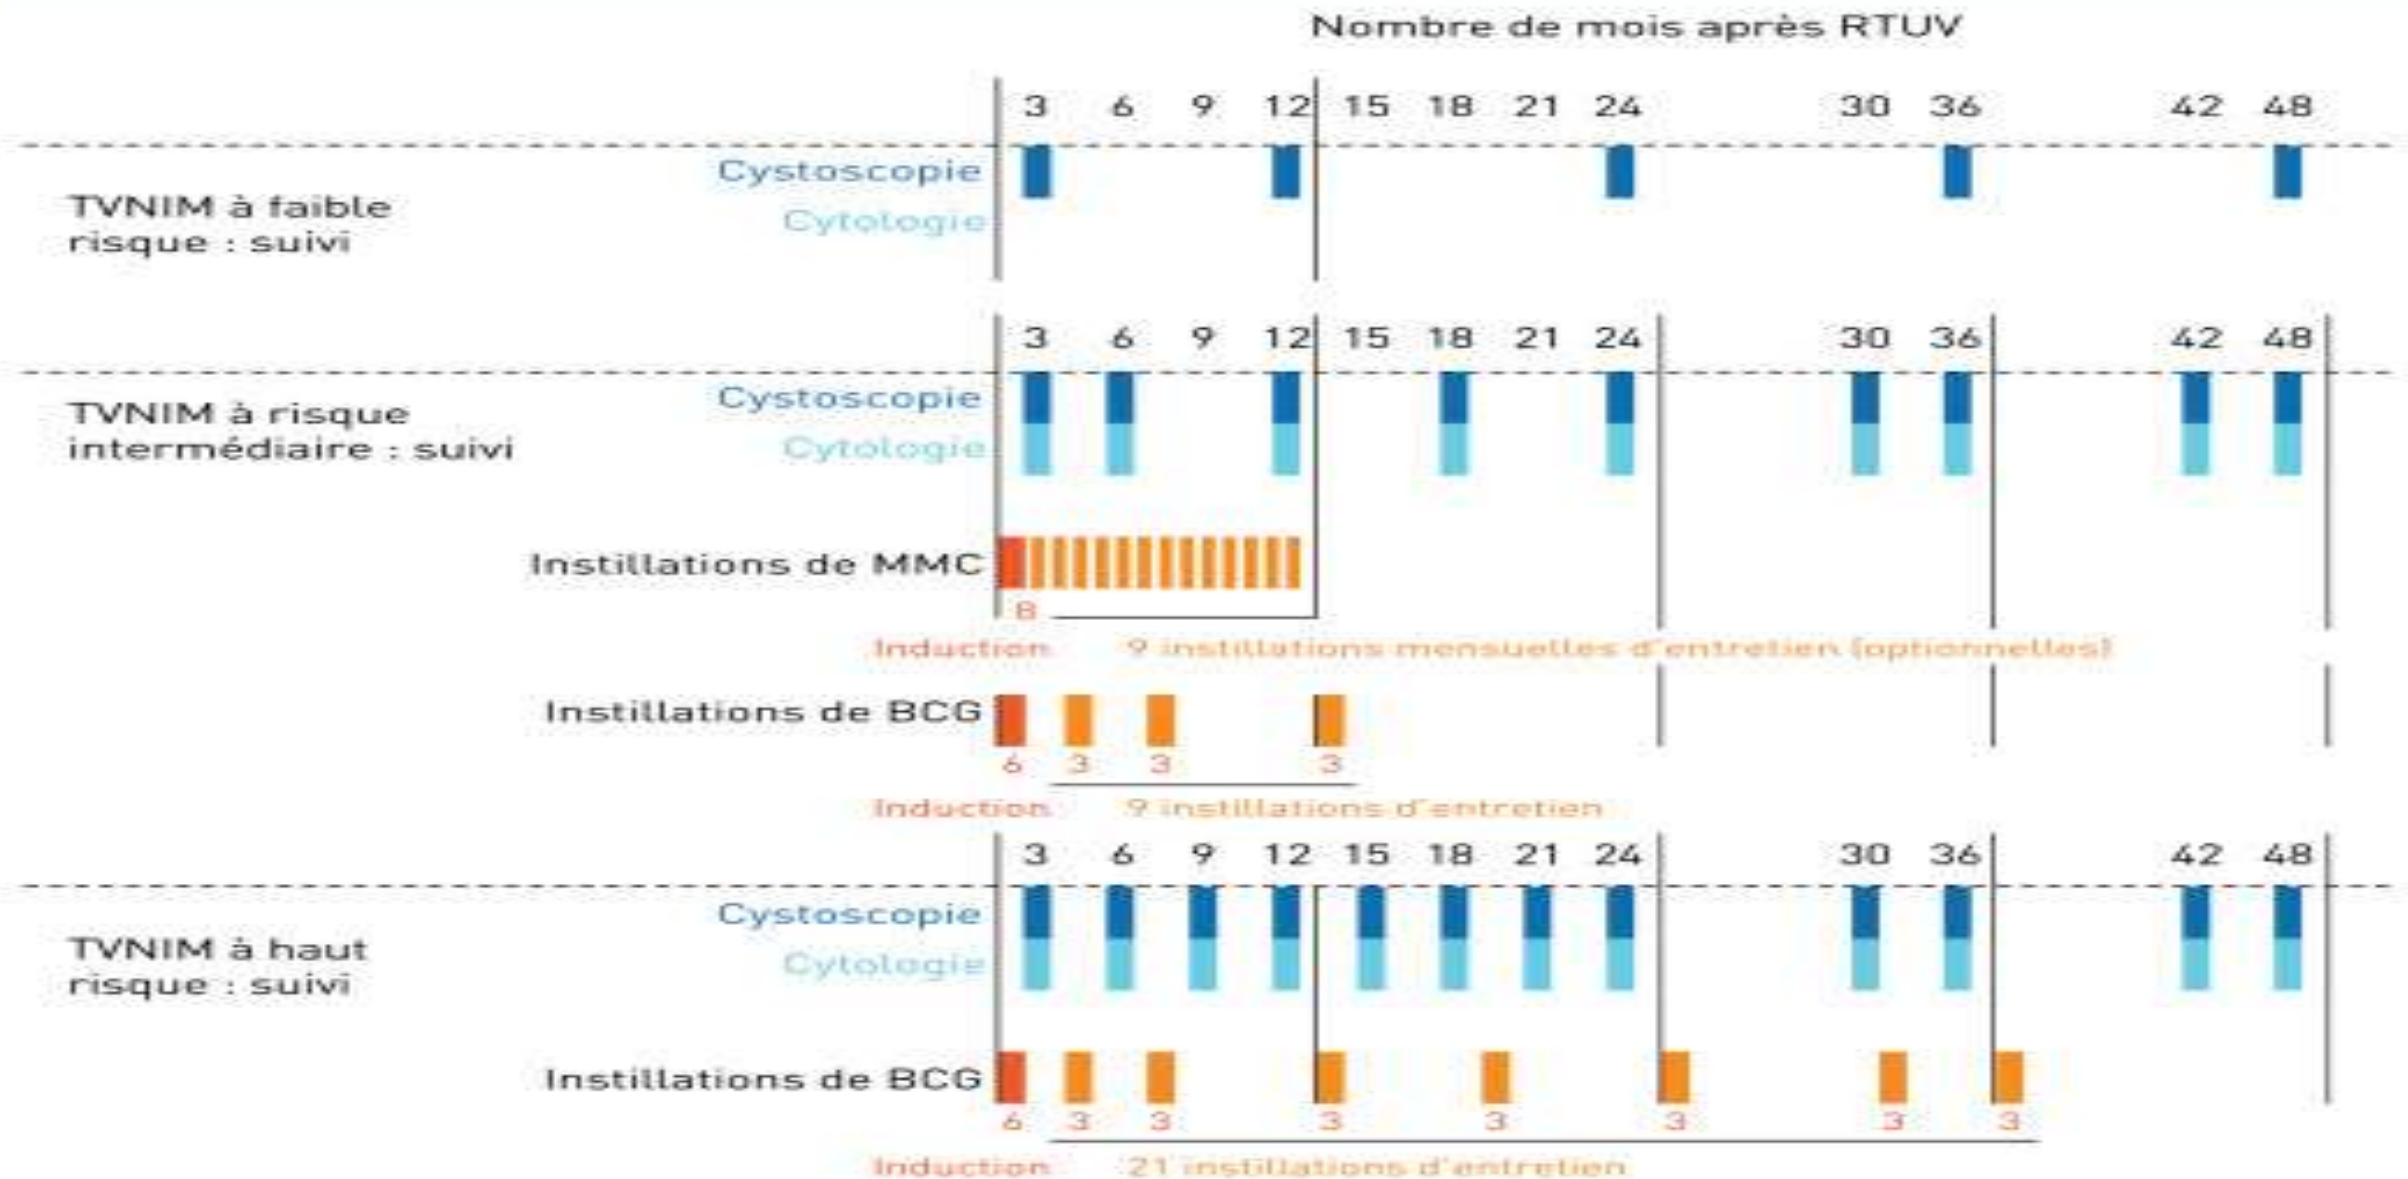 Nombre de mois après RTUV
3 6 9 12 15 18 21 24 30 36 42 48
Cystoscopie
TVNIM à faible
risque : suivi
Cytologie
3 6 9 12 15 18 21 24 30 36 42 48
Cystoscopie
TVNIM à risque
intermédiaire : suivi
Cytologie
Instillations de MMC
8
Induction 9 instillations mensuelles d'entretien (optionnelles)
Instillations de BCG
6 3 3 3
Induction 9 instillations d'entretien
3 6 9 12 15 18 21 24 30 36 42 48
Cystoscopie
TVNIM à haut
risque : suivi
Cytologie
Instillations de BCG
6 3 3 3 3 3 3 3
Induction 21 instillations d'entretien